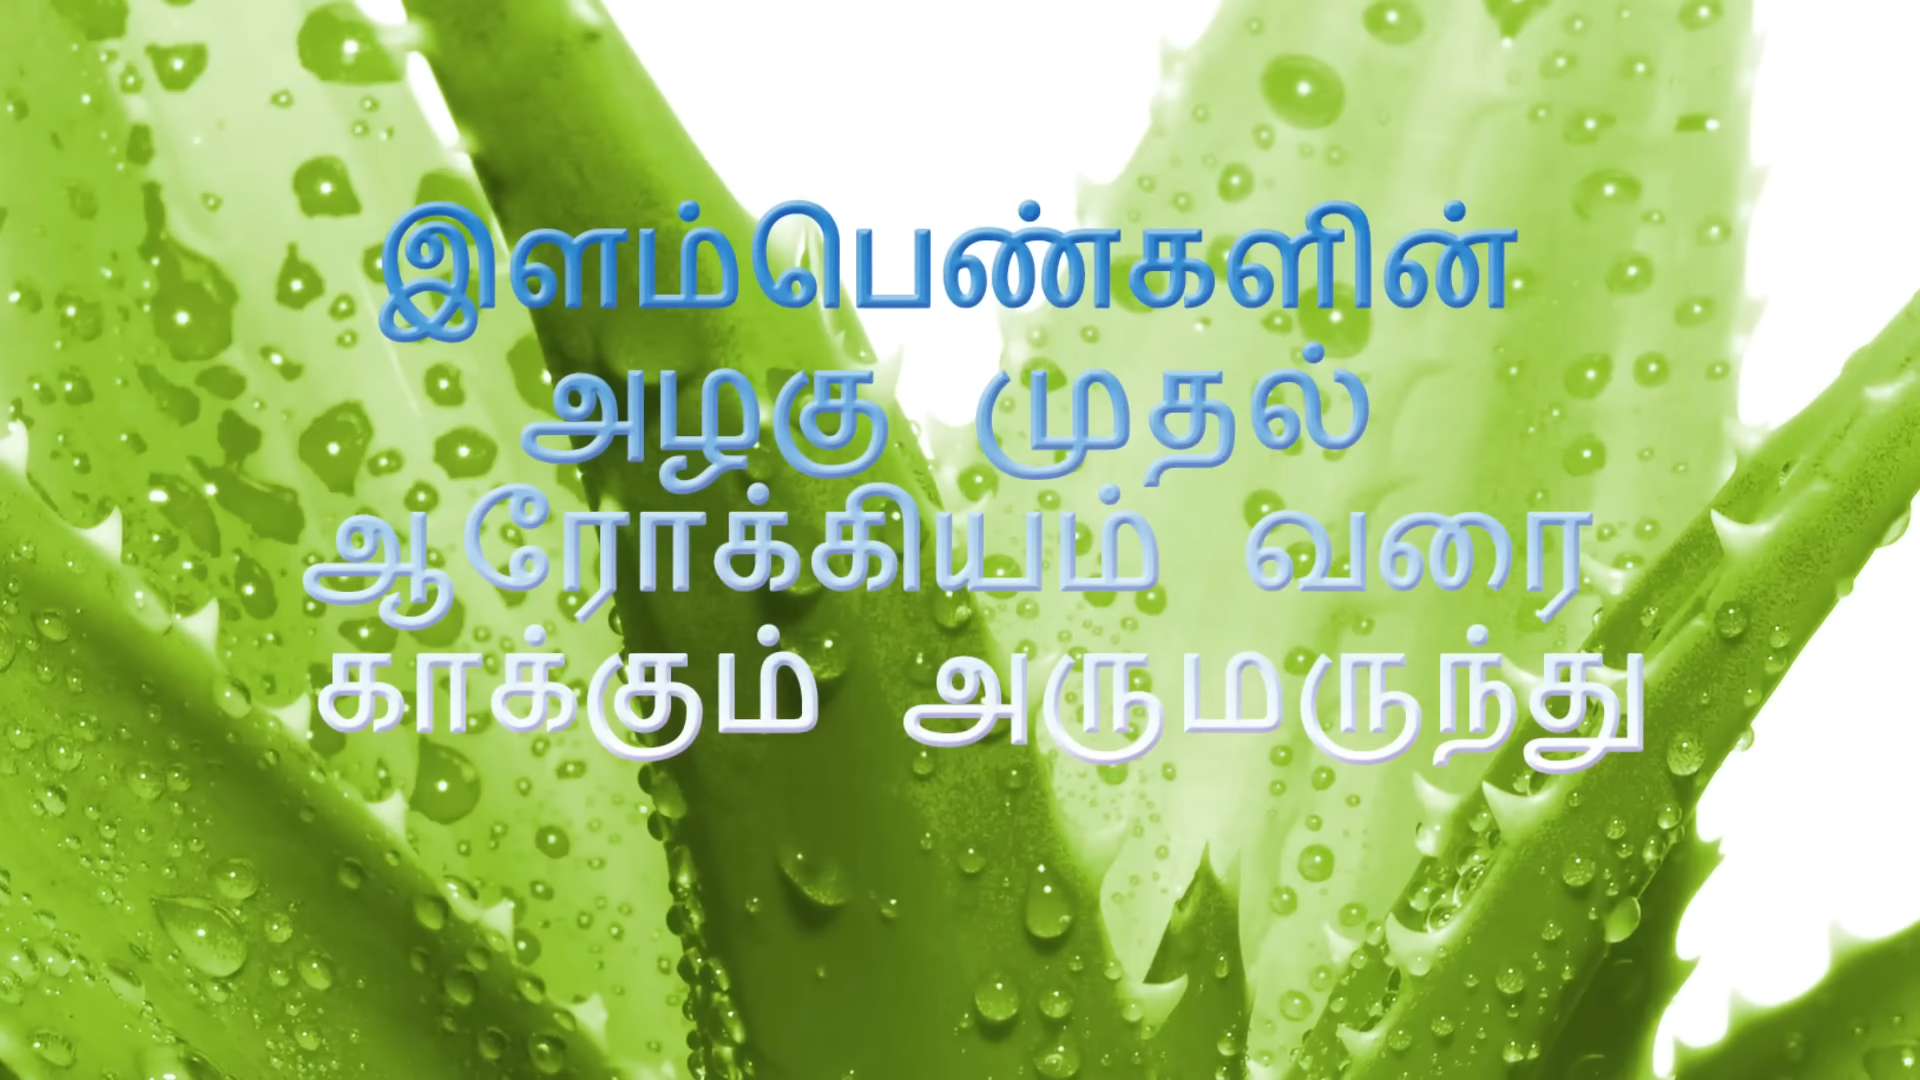 இளம்பெண்களின்
அழகு முதல்
ஆரோக்கியம் வரை
காக்கும் அருமருந்து